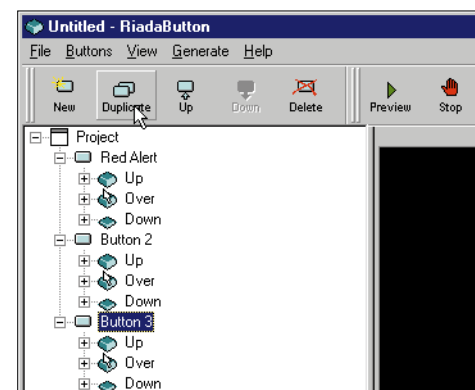 Untitled - RiadaButton
File Buttons View Generate Help
New Duplicate Up Down Delete Preview Stop
Project
Red Alert
Up
Over
Down
Button 2
Up
Over
Down
Button 3
Up
Over
Down